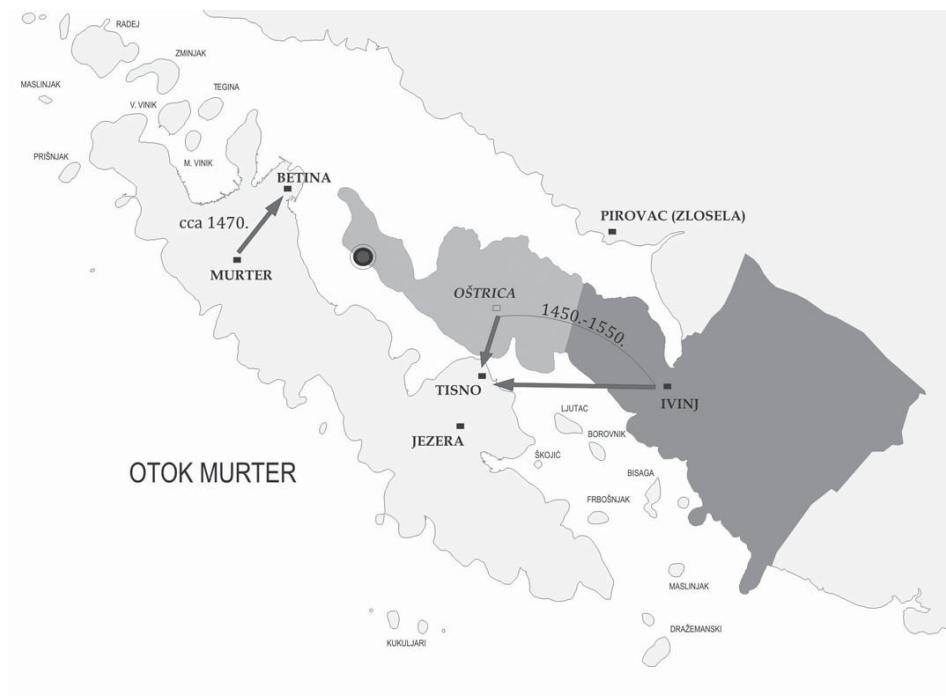 RADEJ
ZMINJAK
MASLINJAK
TEGINA
V. VINIK
PRIŠNJAK
M. VINIK
BETINA
cca 1470.
MURTER
PIROVAC (ZLOSELA)
OŠTRICA
1450.-1550.
TISNO
IVINJ
LJUTAC
JEZERA
BOROVNIK
ŠKOJIĆ
OTOK MURTER
BISAGA
FRBOŠNJAK
MASLINJAK
DRAŽEMANSKI
KUKULJARI